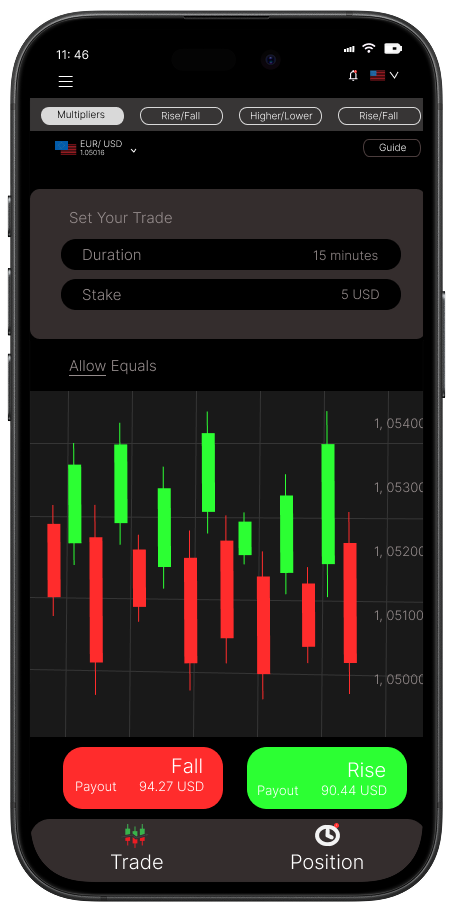 11: 46
Multipliers Rise/Fall Higher/Lower Rise/Fall
EUR/ USD
1.05016
Guide
Set Your Trade
Duration 15 minutes
Stake 5 USD
Allow Equals
1, 05400
1, 05300
1, 05200
1, 05100
1, 05000
Fall
Payout 94.27 USD
Rise
Payout 90.44 USD
Trade Position